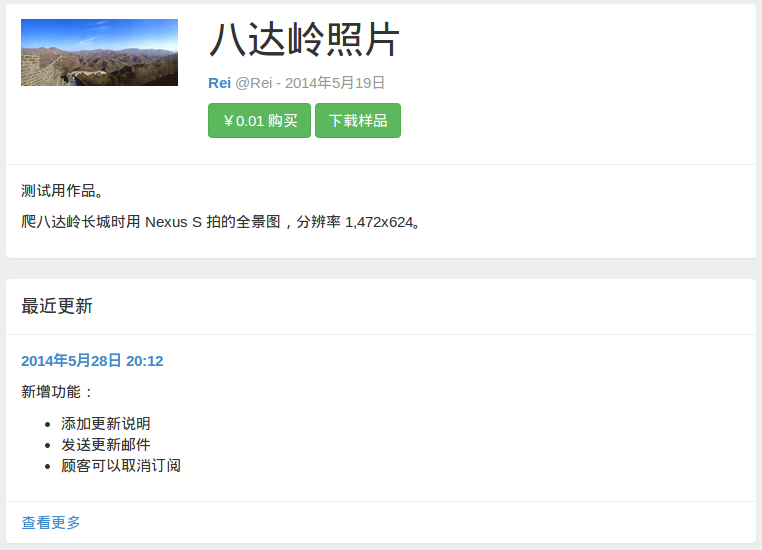 八达岭照片
Rei @Rei - 2014年5月19日
￥0.01 购买 下载样品
测试用作品。
爬八达岭长城时用 Nexus S 拍的全景图，分辨率 1,472x624。
最近更新
2014年5月28日 20:12
新增功能：
• 添加更新说明
• 发送更新邮件
• 顾客可以取消订阅
查看更多